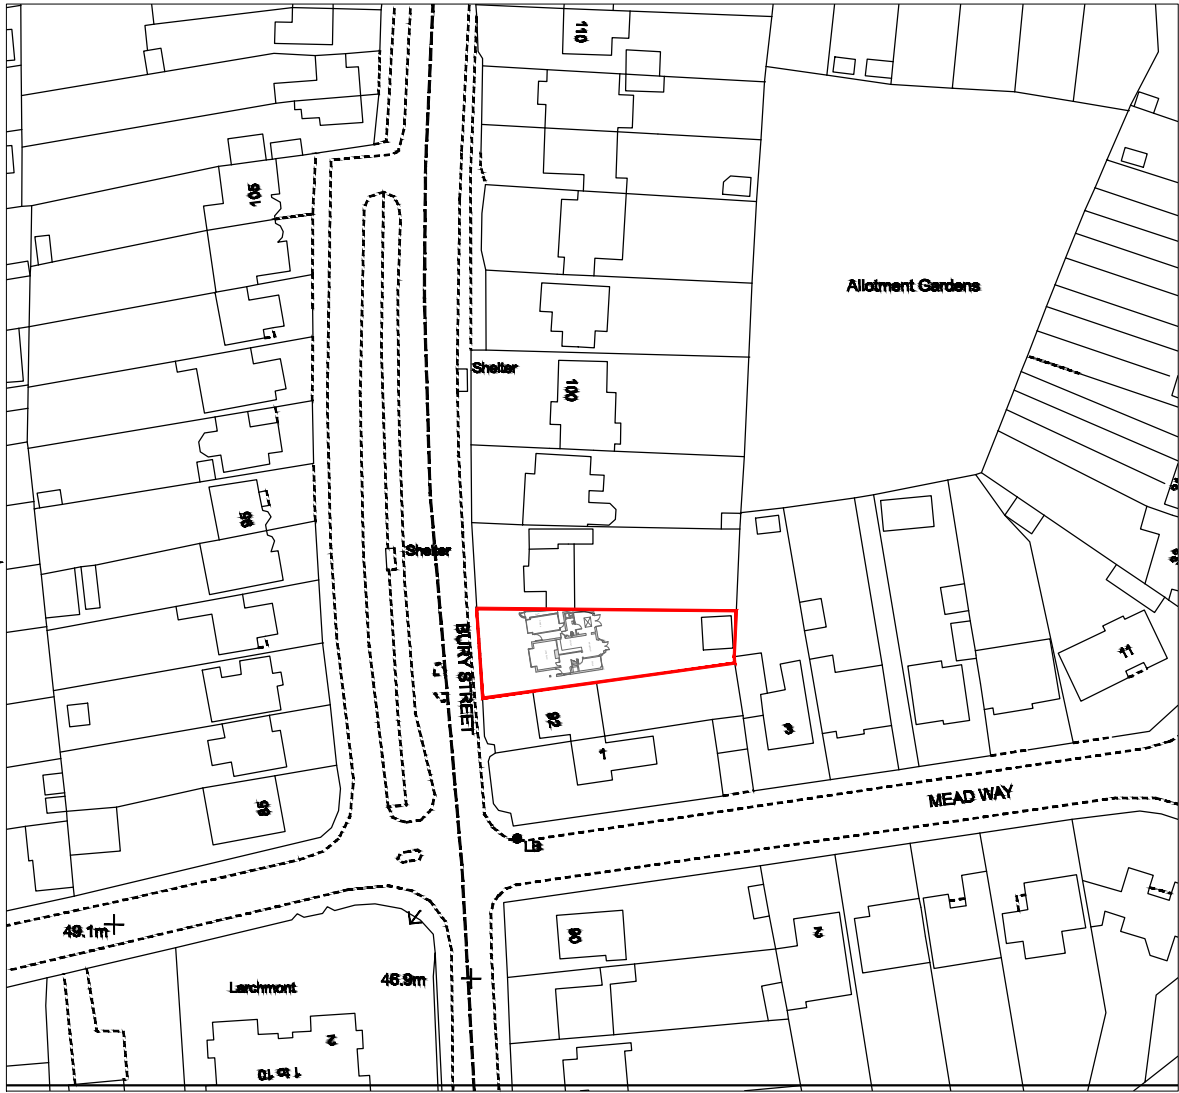 110
105
Allotment Gardens
Shelter
100
95
Shelter
BURY STREET
11
92
1
3
85
MEAD WAY
LB
49.1m
90
2
46.9m
Larchmont
2
1 to 10